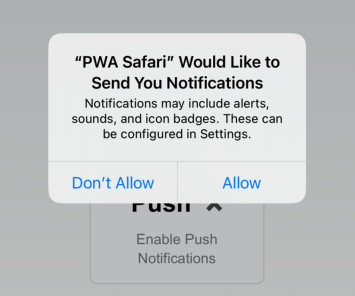 “PWA Safari” Would Like to
Send You Notifications
Notifications may include alerts,
sounds, and icon badges. These can
be configured in Settings.
Don’t Allow
Allow
Push
Enable Push
Notifications